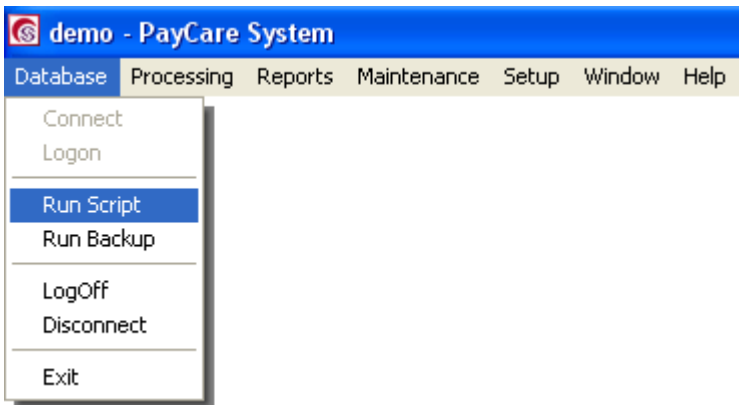 demo - PayCare System
Database Processing Reports Maintenance Setup Window Help
Connect
Logon
Run Script
Run Backup
LogOff
Disconnect
Exit